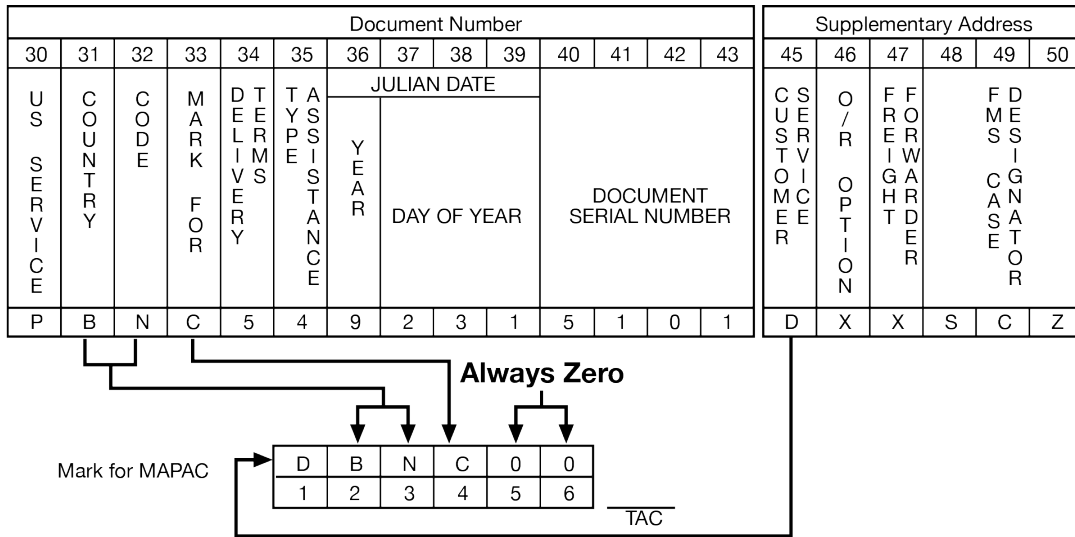 Document Number
Supplementary Address
30 31 32 33 34 35 36 37 38 39 40 41 42 43 45 46 47 48 49 50
US SERVICE
COUNTRY
CODE
MARK FOR
DELIVERY
TERMS
TYPE
ASSISTANCE
JULIAN DATE
YEAR
DAY OF YEAR
DOCUMENT
SERIAL NUMBER
CUSTOMER
SERVICE
O/R OPTION
FREIGHT
FORWARDER
FMS CASE
DESIGNATOR
P B N C 5 4 9 2 3 1 5 1 0 1 D X X S C Z
Always Zero
Mark for MAPAC
D B N C 0 0
1 2 3 4 5 6
TAC